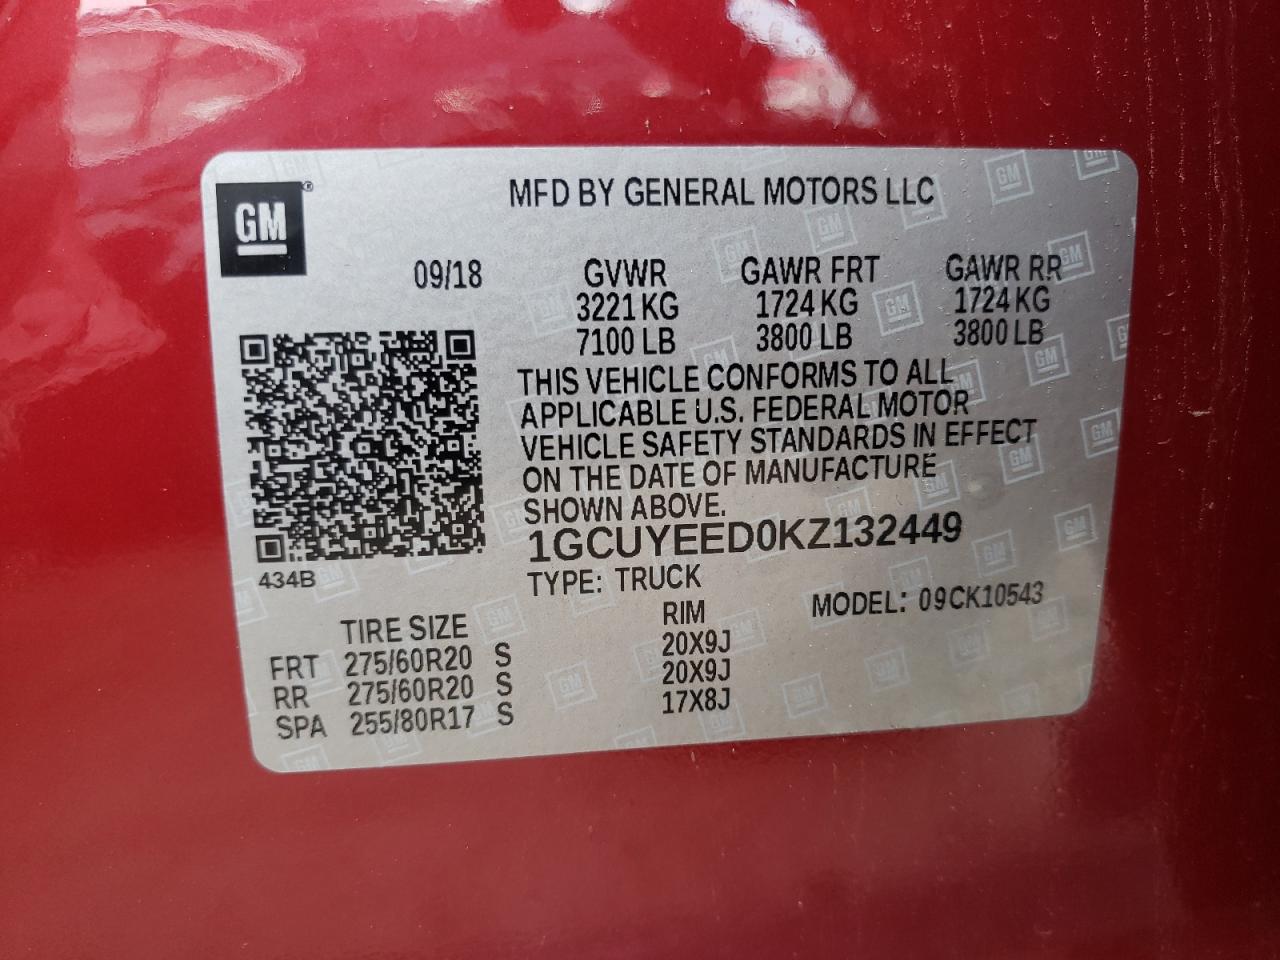 GM
MFD BY GENERAL MOTORS LLC
09/18 GVWR GAWR FRT GAWR RR
3221 KG 1724 KG 1724 KG
7100 LB 3800 LB 3800 LB
THIS VEHICLE CONFORMS TO ALL
APPLICABLE U.S. FEDERAL MOTOR
VEHICLE SAFETY STANDARDS IN EFFECT
ON THE DATE OF MANUFACTURE
SHOWN ABOVE.
1GCUYEED0KZ132449
434B
TYPE: TRUCK
MODEL: 09CK10543
TIRE SIZE RIM
FRT 275/60R20 S 20X9J
RR 275/60R20 S 20X9J
SPA 255/80R17 S 17X8J